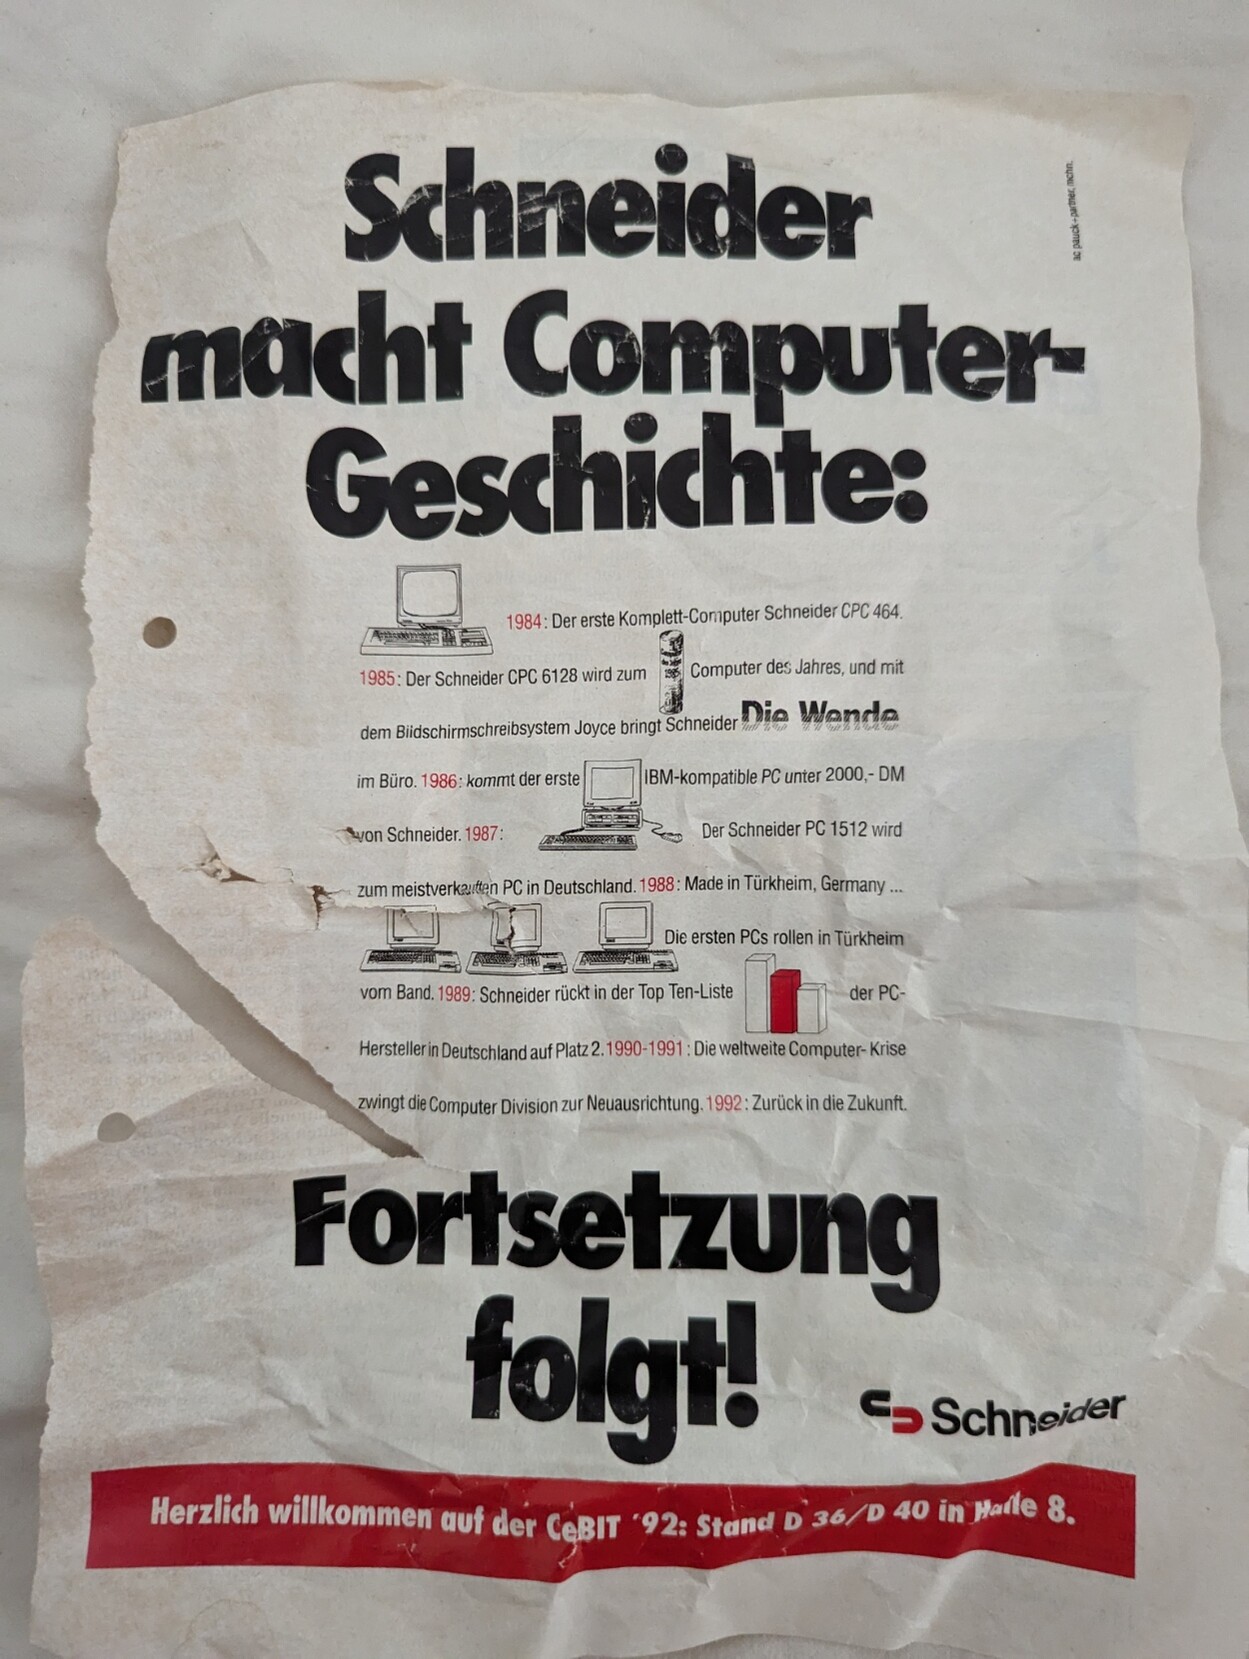 Schneider
macht Computer-
Geschichte:
ac pauck+partner, mchn.
1984: Der erste Komplett-Computer Schneider CPC 464.
1985: Der Schneider CPC 6128 wird zum Computer des Jahres, und mit
dem Bildschirmschreibsystem Joyce bringt Schneider Die Wende
im Büro. 1986: kommt der erste IBM-kompatible PC unter 2000,- DM
von Schneider. 1987: Der Schneider PC 1512 wird
zum meistverkauften PC in Deutschland. 1988: Made in Türkheim, Germany ...
Die ersten PCs rollen in Türkheim
vom Band. 1989: Schneider rückt in der Top Ten-Liste der PC-
Hersteller in Deutschland auf Platz 2. 1990-1991: Die weltweite Computer-Krise
zwingt die Computer Division zur Neuausrichtung. 1992: Zurück in die Zukunft.
Fortsetzung
folgt!
Schneider
Herzlich willkommen auf der CeBIT '92: Stand D 36/D 40 in Halle 8.